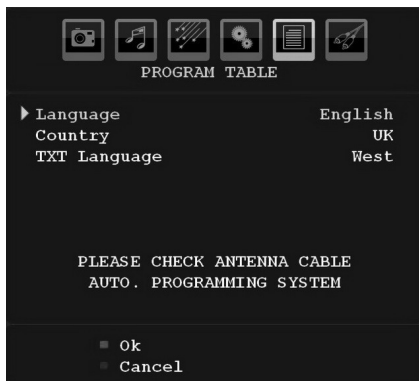 PROGRAM TABLE
Language English
Country UK
TXT Language West
PLEASE CHECK ANTENNA CABLE
AUTO. PROGRAMMING SYSTEM
Ok
Cancel